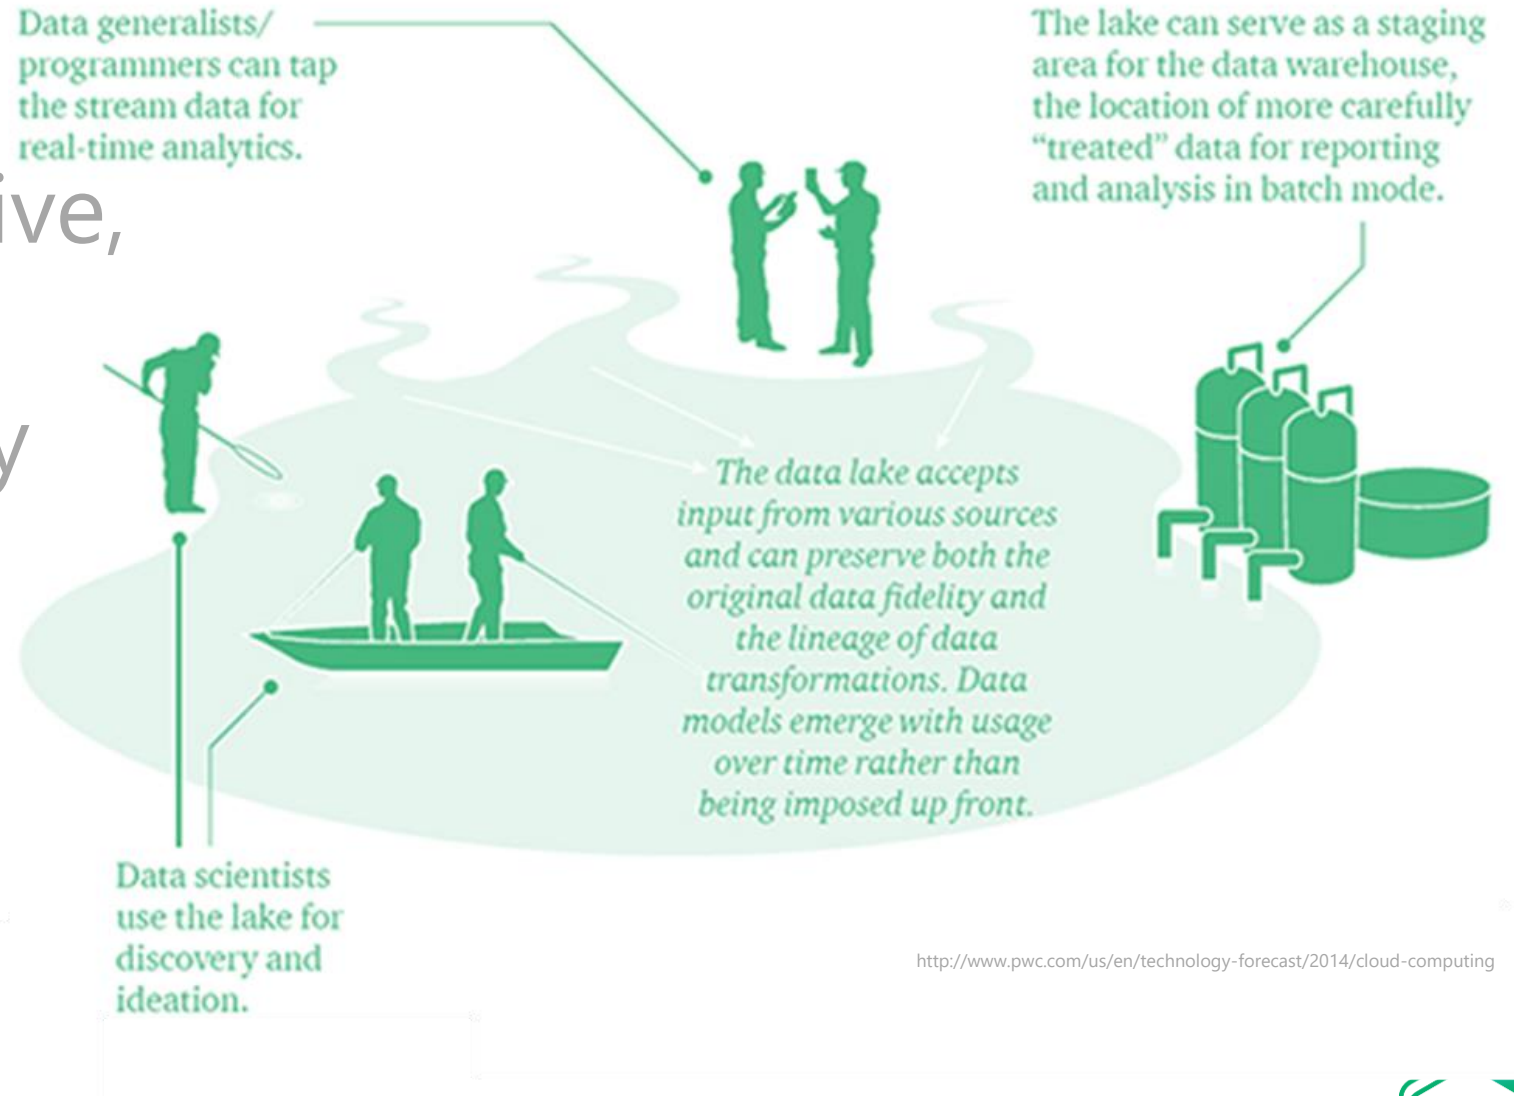 Data generalists/
programmers can tap
the stream data for
real-time analytics.
The lake can serve as a staging
area for the data warehouse,
the location of more carefully
“treated” data for reporting
and analysis in batch mode.
ive,
y
The data lake accepts
input from various sources
and can preserve both the
original data fidelity and
the lineage of data
transformations. Data
models emerge with usage
over time rather than
being imposed up front.
Data scientists
use the lake for
discovery and
ideation.
http://www.pwc.com/us/en/technology-forecast/2014/cloud-computing